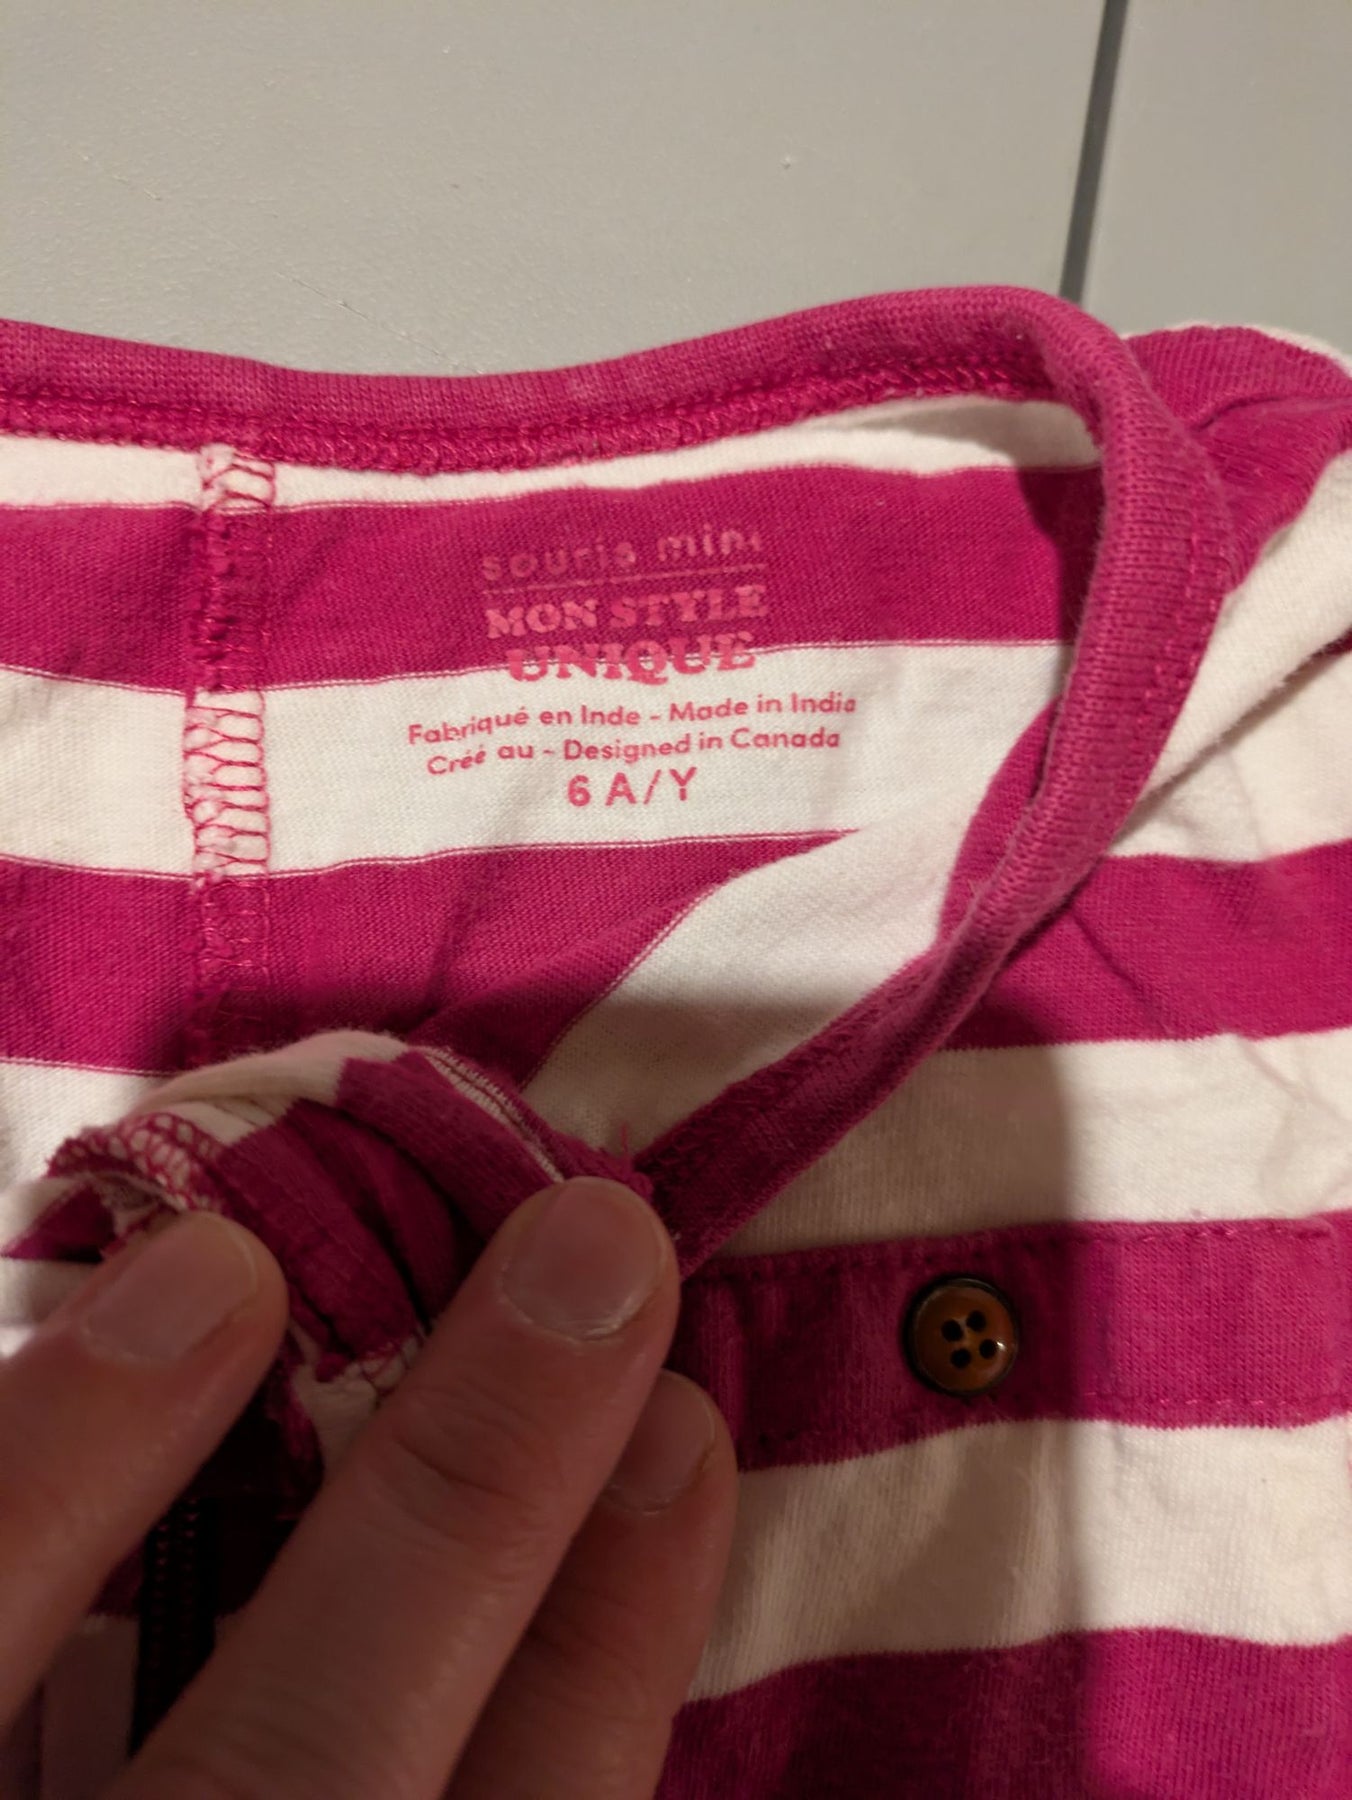 souris mini
MON STYLE
UNIQUE
Fabriqué en Inde - Made in India
Créé au - Designed in Canada
6 A/Y